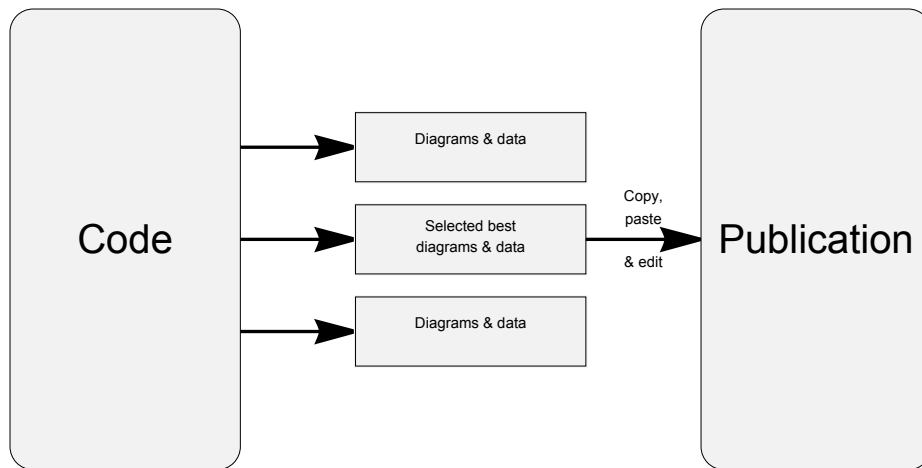 Code
Diagrams & data
Selected best
diagrams & data
Diagrams & data
Copy,
paste
& edit
Publication